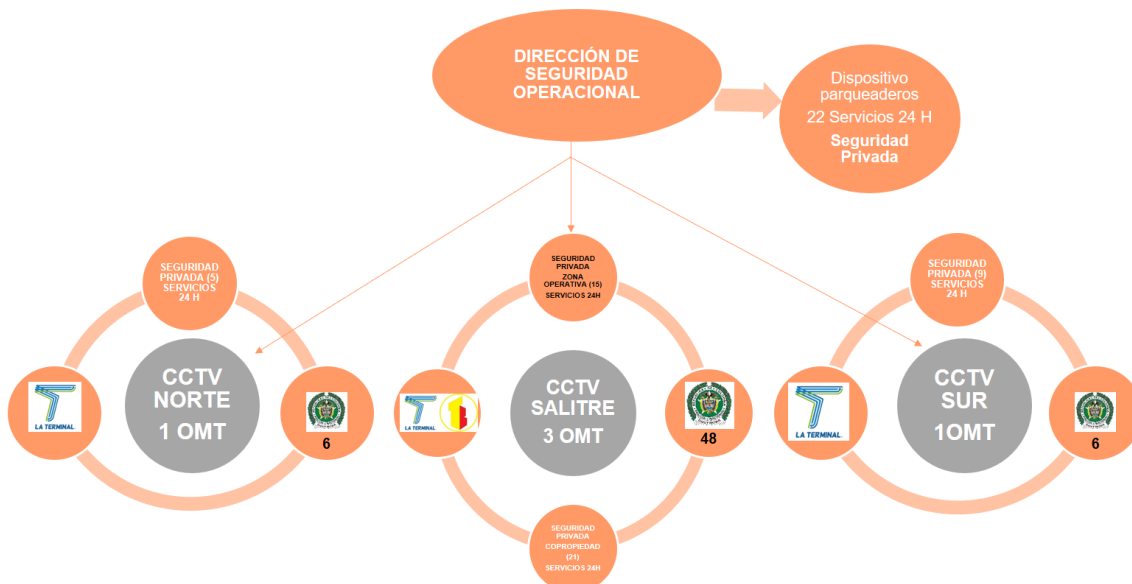 DIRECCIÓN DE
SEGURIDAD
OPERACIONAL
Dispositivo
parqueaderos
22 Servicios 24 H
Seguridad
Privada
SEGURIDAD
PRIVADA (5)
SERVICIOS
24 H
LA TERMINAL
CCTV
NORTE
1 OMT
6
SEGURIDAD
PRIVADA
ZONA
OPERATIVA (15)
SERVICIOS 24H
LA TERMINAL
CCTV
SALITRE
3 OMT
48
SEGURIDAD
PRIVADA
COPROPIEDAD
(21)
SERVICIOS 24H
SEGURIDAD
PRIVADA (9)
SERVICIOS
24 H
LA TERMINAL
CCTV
SUR
1OMT
6